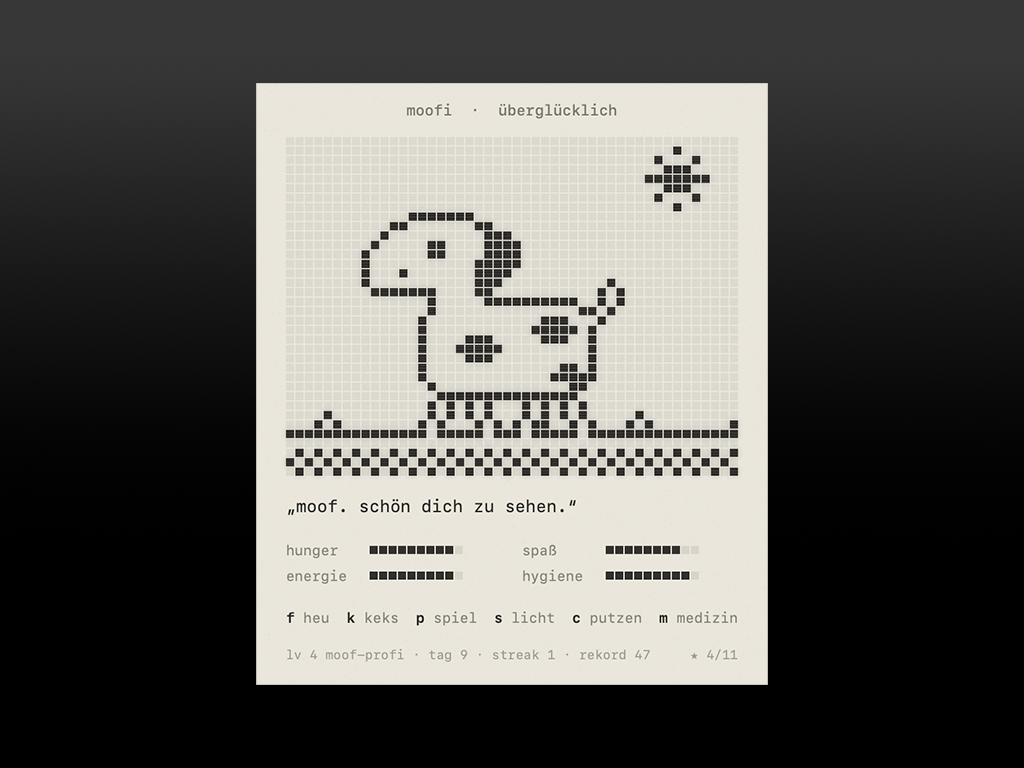 moofi · überglücklich
„moof. schön dich zu sehen.“
hunger spaß
energie hygiene
f heu k keks p spiel s licht c putzen m medizin
lv 4 moof-profi · tag 9 · streak 1 · rekord 47 ★ 4/11